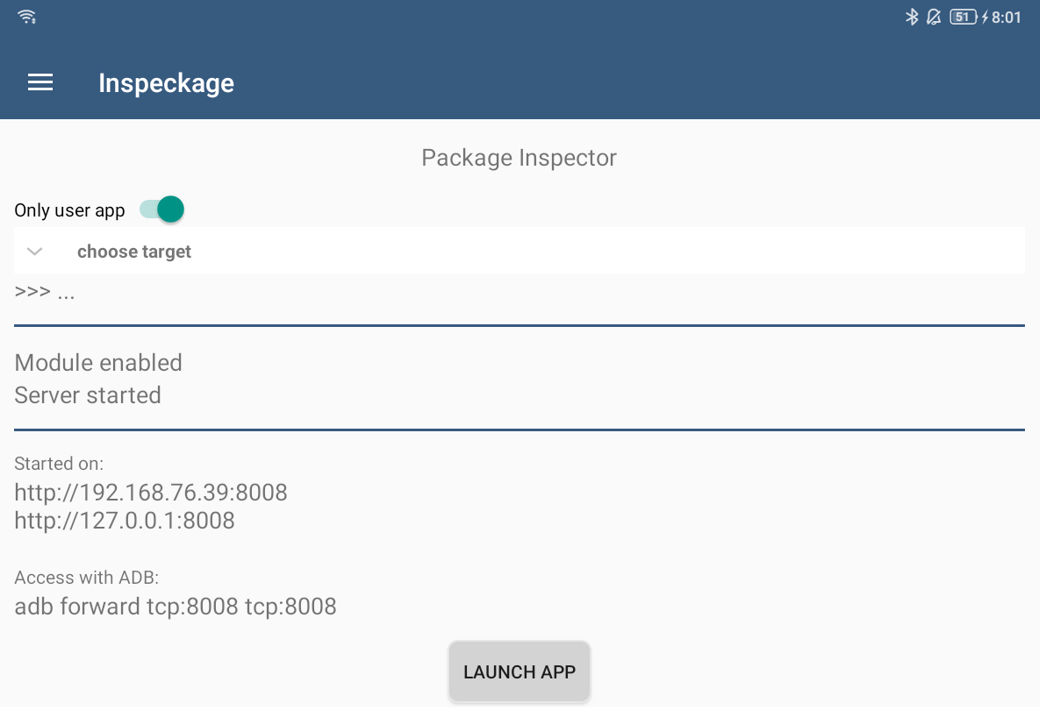 51 8:01
Inspeckage
Package Inspector
Only user app
choose target
>>> ...
Module enabled
Server started
Started on:
http://192.168.76.39:8008
http://127.0.0.1:8008
Access with ADB:
adb forward tcp:8008 tcp:8008
LAUNCH APP